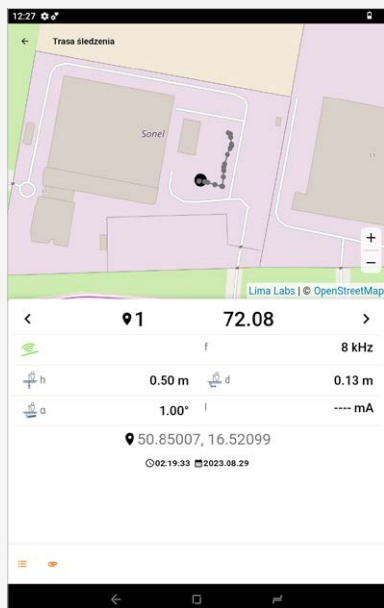 12:27
Trasa śledzenia
Sonel
+
−
Lima Labs | © OpenStreetMap
1 72.08
f 8 kHz
h 0.50 m d 0.13 m
α 1.00° I ---- mA
50.85007, 16.52099
02:19:33 2023.08.29